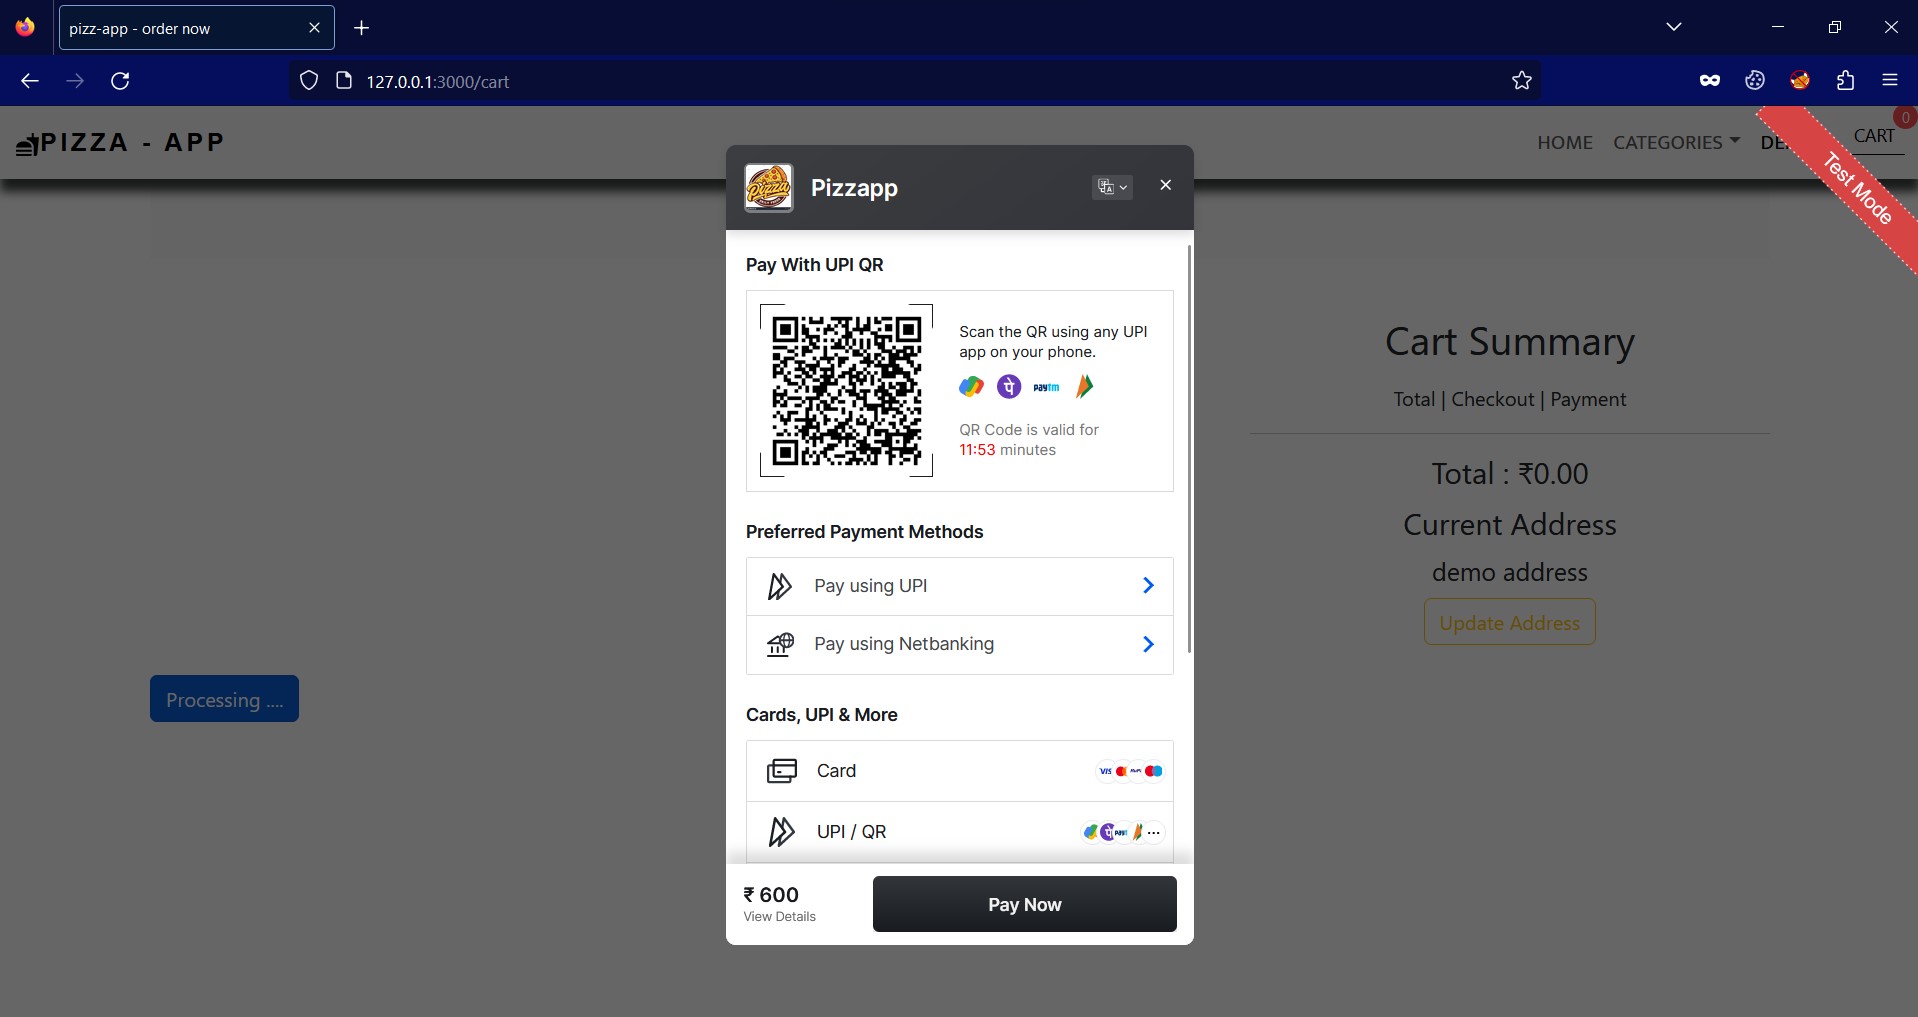 pizz-app - order now
127.0.0.1:3000/cart
PIZZA - APP
HOME
CATEGORIES
CART
0
Test Mode
Pizzapp
Pay With UPI QR
Scan the QR using any UPI
app on your phone.
पे
paytm
QR Code is valid for
11:53 minutes
Preferred Payment Methods
Pay using UPI
Pay using Netbanking
Cards, UPI & More
Card
VISA
UPI / QR
₹ 600
View Details
Pay Now
Cart Summary
Total | Checkout | Payment
Total : ₹0.00
Current Address
demo address
Update Address
Processing ....